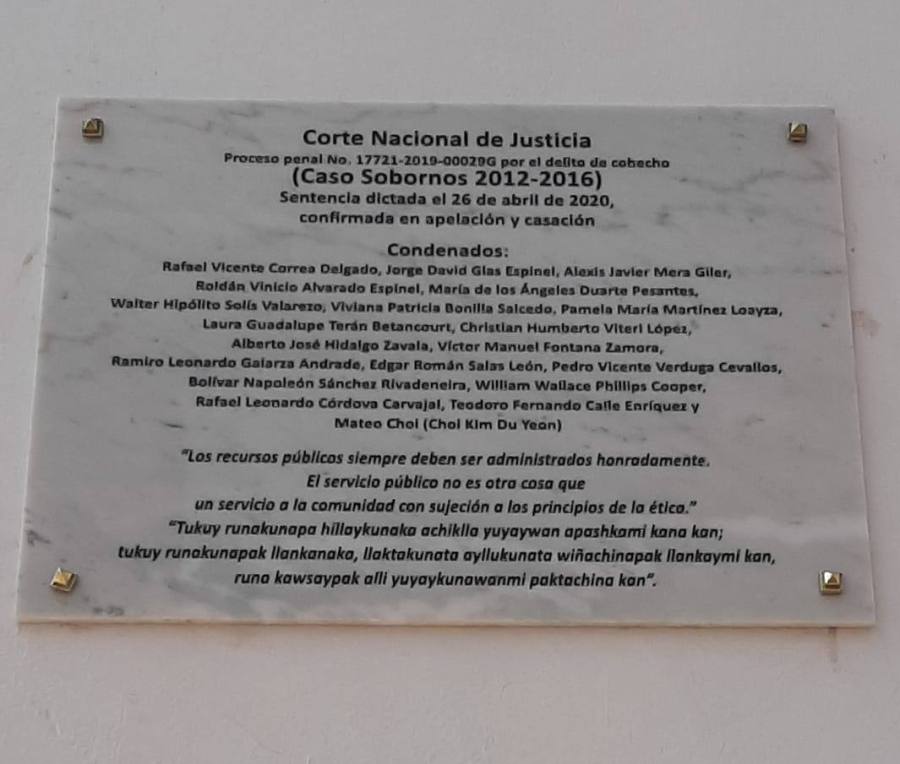 Corte Nacional de Justicia
Proceso penal No. 17721-2019-00029G por el delito de cohecho
(Caso Sobornos 2012-2016)
Sentencia dictada el 26 de abril de 2020,
confirmada en apelación y casación
Condenados:
Rafael Vicente Correa Delgado, Jorge David Glas Espinel, Alexis Javier Mera Giler,
Roldán Vinicio Alvarado Espinel, María de los Ángeles Duarte Pesantes,
Walter Hipólito Solís Valarezo, Viviana Patricia Bonilla Salcedo, Pamela María Martínez Loayza,
Laura Guadalupe Terán Betancourt, Christian Humberto Viteri López,
Alberto José Hidalgo Zavala, Víctor Manuel Fontana Zamora,
Ramiro Leonardo Galarza Andrade, Edgar Román Salas León, Pedro Vicente Verduga Cevallos,
Bolívar Napoleón Sánchez Rivadeneira, William Wallace Phillips Cooper,
Rafael Leonardo Córdova Carvajal, Teodoro Fernando Calle Enríquez y
Mateo Choi (Choi Kim Du Yeon)
"Los recursos públicos siempre deben ser administrados honradamente.
El servicio público no es otra cosa que
un servicio a la comunidad con sujeción a los principios de la ética."
"Tukuy runakunapa hillaykunaka achiklla yuyaywan apashkami kana kan;
tukuy runakunapak llankanaka, llaktakunata ayllukunata wiñachinapak llankaymi kan,
runa kawsaypak alli yuyaykunawanmi paktachina kan".